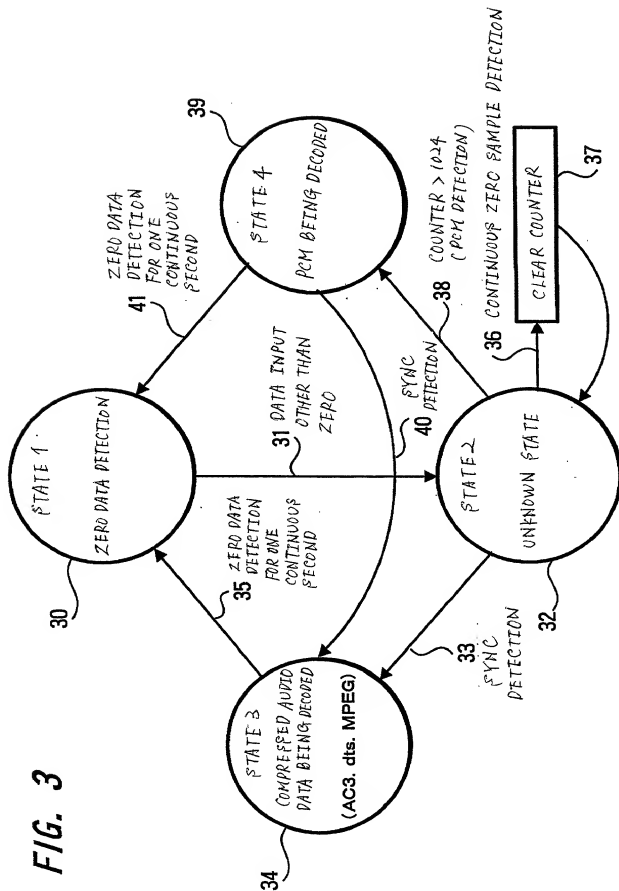 FIG. 3
30
STATE 1
ZERO DATA DETECTION
41
ZERO DATA
DETECTION
FOR ONE
CONTINUOUS
SECOND
39
STATE 4
PCM BEING DECODED
35
ZERO DATA
DETECTION
FOR ONE
CONTINUOUS
SECOND
31 DATA INPUT
OTHER THAN
ZERO
34
STATE 3
COMPRESSED AUDIO
DATA BEING DECODED
(AC3. dts. MPEG)
40
SYNC
DETECTION
38
COUNTER > 1024
(PCM DETECTION)
33
SYNC
DETECTION
32
STATE 2
UNKNOWN STATE
36 CONTINUOUS ZERO SAMPLE DETECTION
CLEAR COUNTER
37